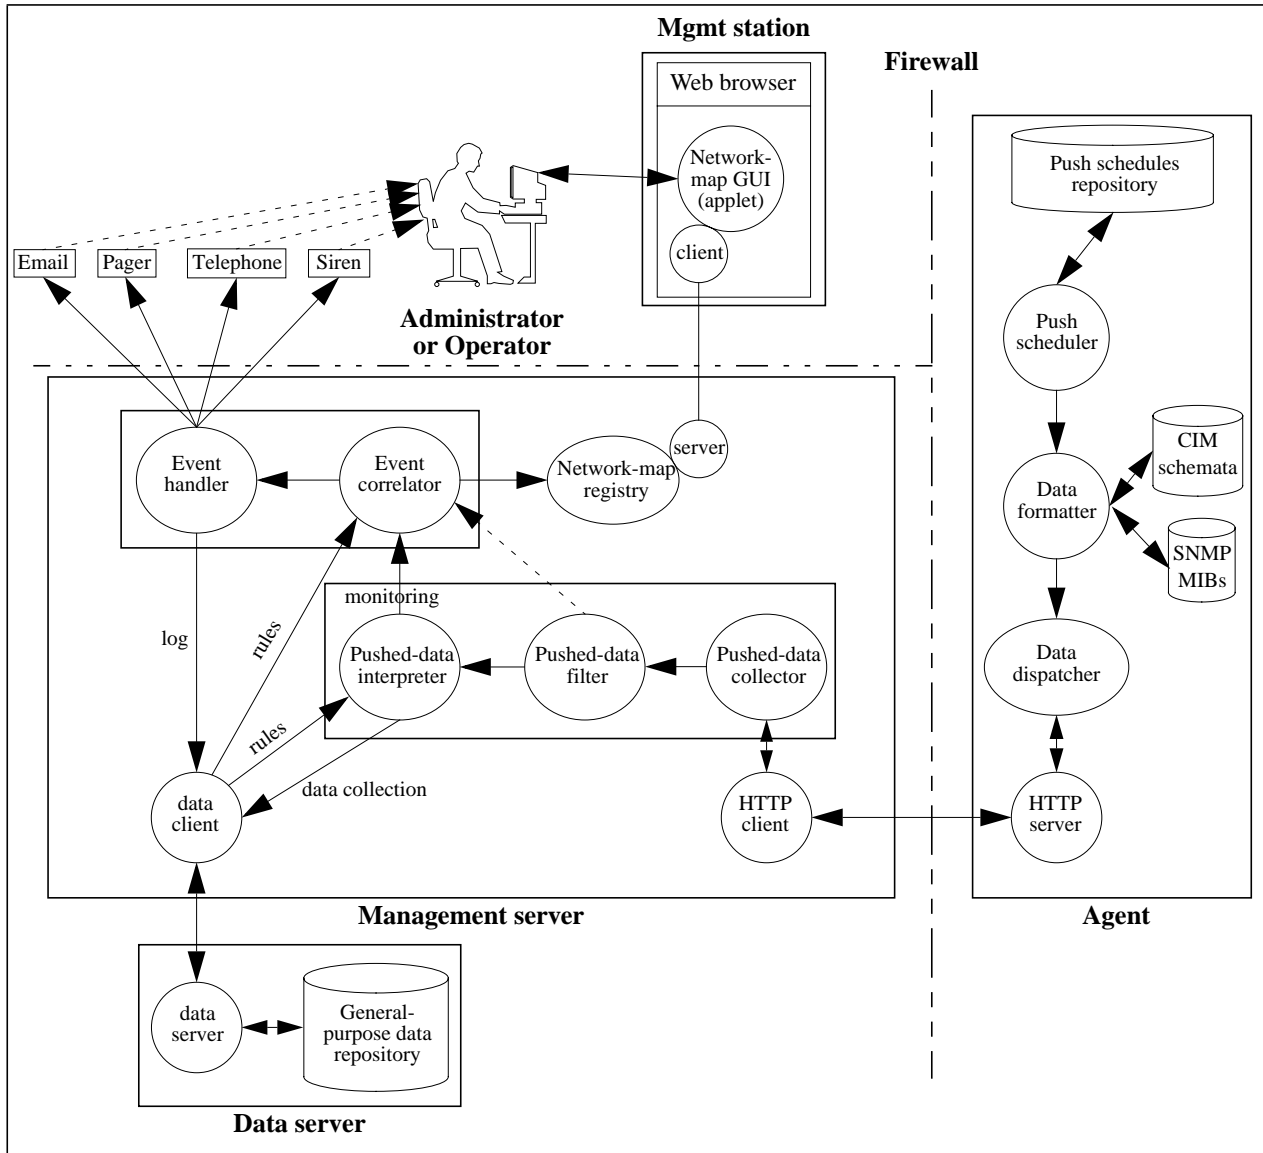 Mgmt station
Firewall
Web browser
Network-
map GUI
(applet)
client
Push schedules
repository
Email
Pager
Telephone
Siren
Administrator
or Operator
Push
scheduler
Event
handler
Event
correlator
Network-map
registry
server
CIM
schemata
Data
formatter
SNMP
MIBs
monitoring
log
rules
Pushed-data
interpreter
Pushed-data
filter
Pushed-data
collector
Data
dispatcher
rules
data collection
data
client
HTTP
client
HTTP
server
Management server
Agent
data
server
General-
purpose data
repository
Data server